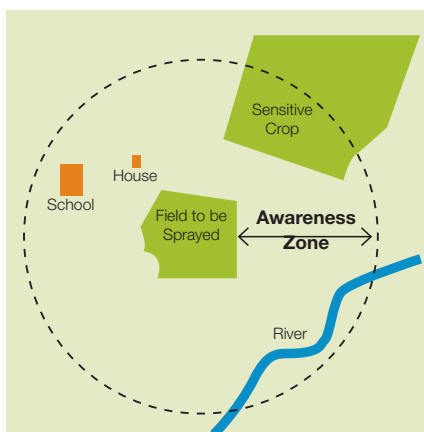 Sensitive
Crop
House
School
Field to be
Sprayed
Awareness
Zone
River